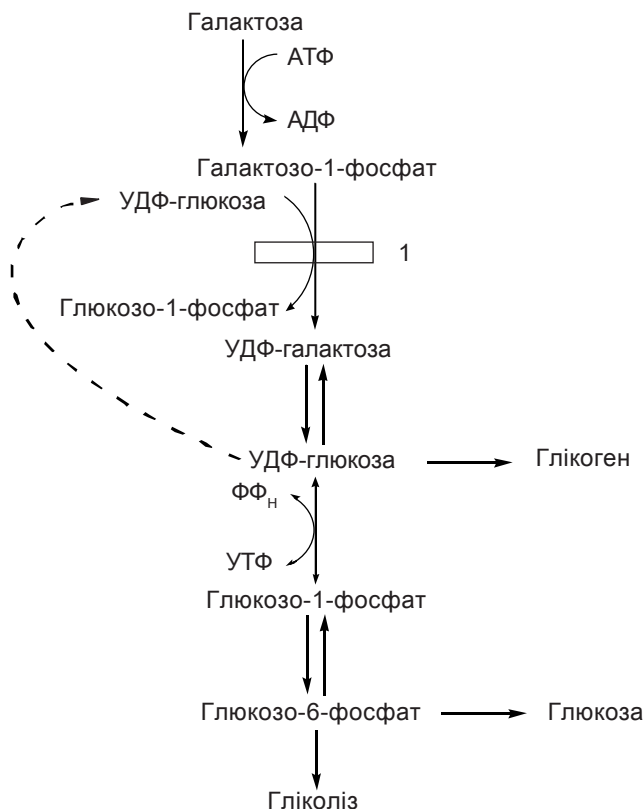 Галактоза
АТФ
АДФ
Галактозо-1-фосфат
УДФ-глюкоза
1
Глюкозо-1-фосфат
УДФ-галактоза
УДФ-глюкоза
Глікоген
ФФН
УТФ
Глюкозо-1-фосфат
Глюкозо-6-фосфат
Глюкоза
Гліколіз